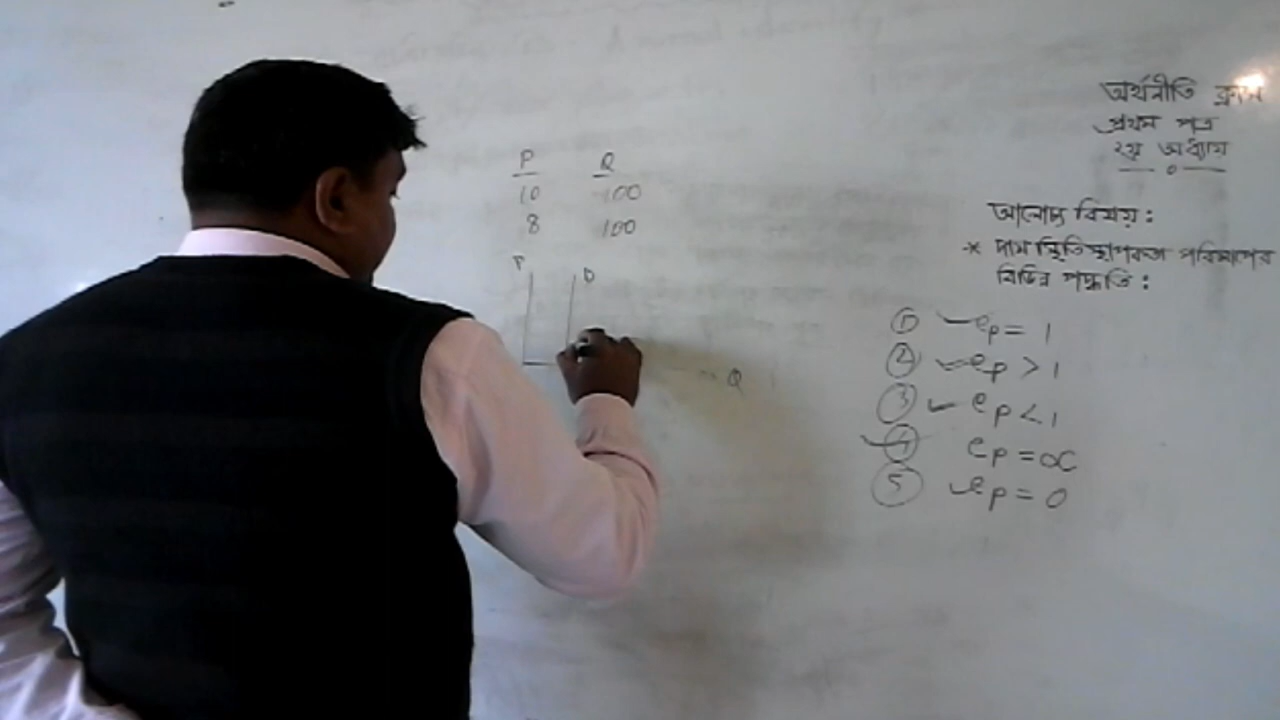 P Q
10 100
8 100
P D
Q
অর্থনীতি ক্লাস
প্রথম পত্র
২য় অধ্যায়
আলোচ্য বিষয় :
* দাম স্থিতিস্থাপকতা পরিমাপের
বিভিন্ন পদ্ধতি :
① eP = 1
② eP > 1
③ eP < 1
④ eP = ∝
⑤ eP = 0